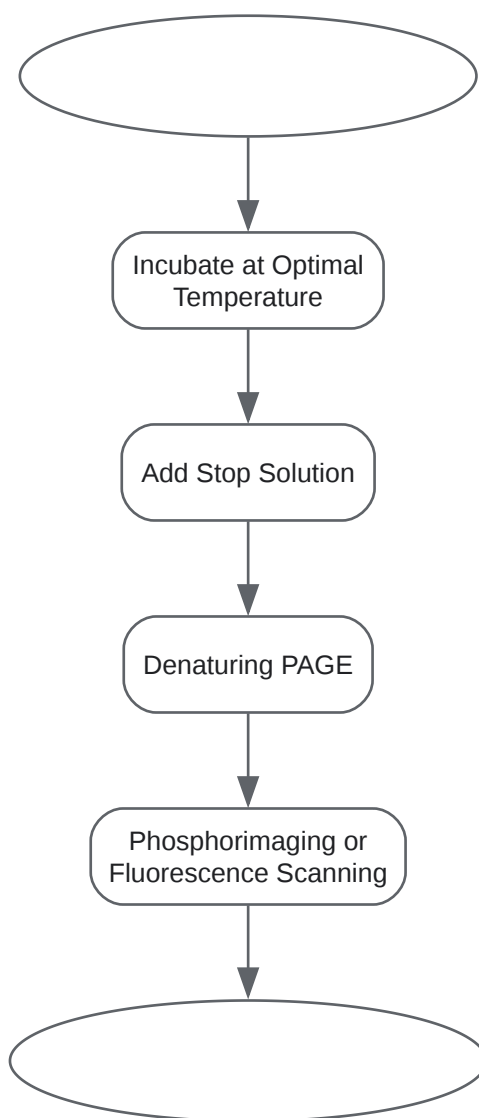 Incubate at Optimal
Temperature
Add Stop Solution
Denaturing PAGE
Phosphorimaging or
Fluorescence Scanning